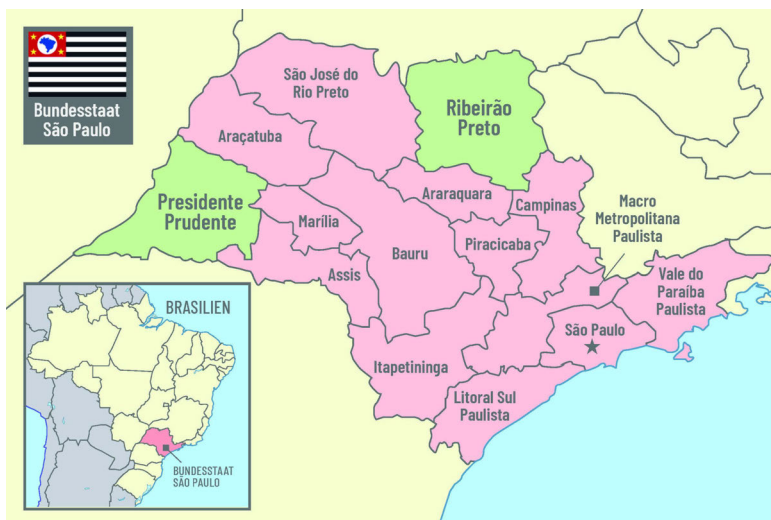 Bundesstaat
São Paulo
São José do
Rio Preto
Ribeirão
Preto
Araçatuba
Presidente
Prudente
Araraquara
Campinas
Macro
Metropolitana
Paulista
Marília
Piracicaba
Bauru
Assis
Vale do
Paraíba
Paulista
São Paulo
Itapetininga
Litoral Sul
Paulista
BRASILIEN
BUNDESSTAAT
SÃO PAULO